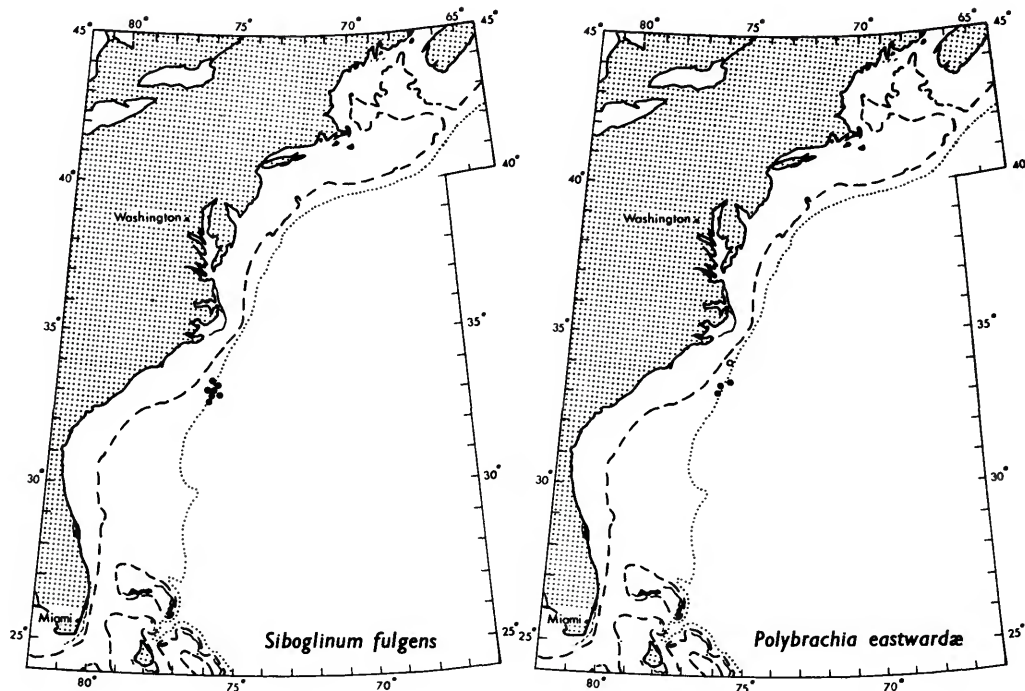 80° 75° 70° 65°
45° 45°
40° 40°
Washington x
35° 35°
30° 30°
Miami
25° 25°
Siboglinum fulgens
80° 75° 70°
80° 75° 70° 65°
45° 45°
40° 40°
Washington x
35° 35°
30° 30°
Miami
25° 25°
Polybrachia eastwardæ
80° 75° 70°